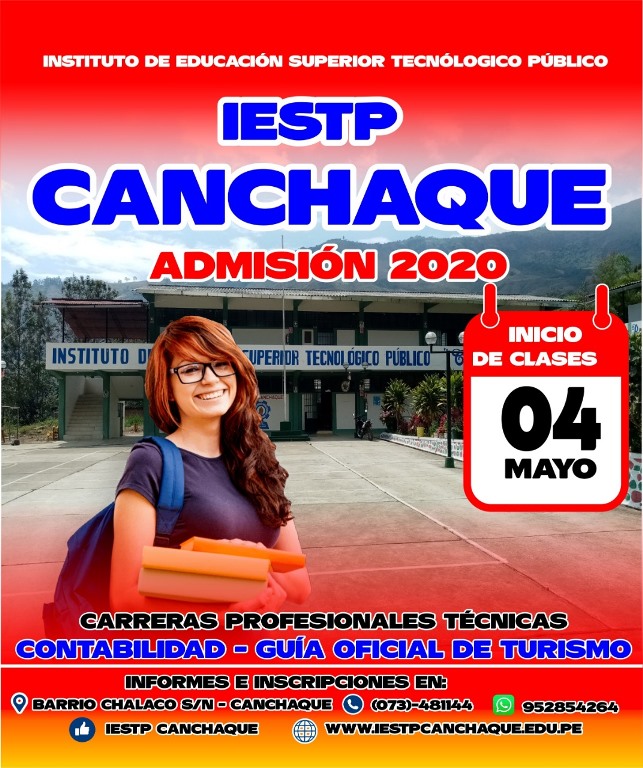 INSTITUTO DE EDUCACIÓN SUPERIOR TECNÓLOGICO PÚBLICO
IESTP
CANCHAQUE
ADMISIÓN 2020
INICIO
DE CLASES
04
MAYO
INSTITUTO DE SUPERIOR TECNOLÓGICO PÚBLICO
CARRERAS PROFESIONALES TÉCNICAS
CONTABILIDAD - GUÍA OFICIAL DE TURISMO
INFORMES E INSCRIPCIONES EN:
BARRIO CHALACO S/N - CANCHAQUE (073)-481144 952854264
IESTP CANCHAQUE WWW.IESTPCANCHAQUE.EDU.PE